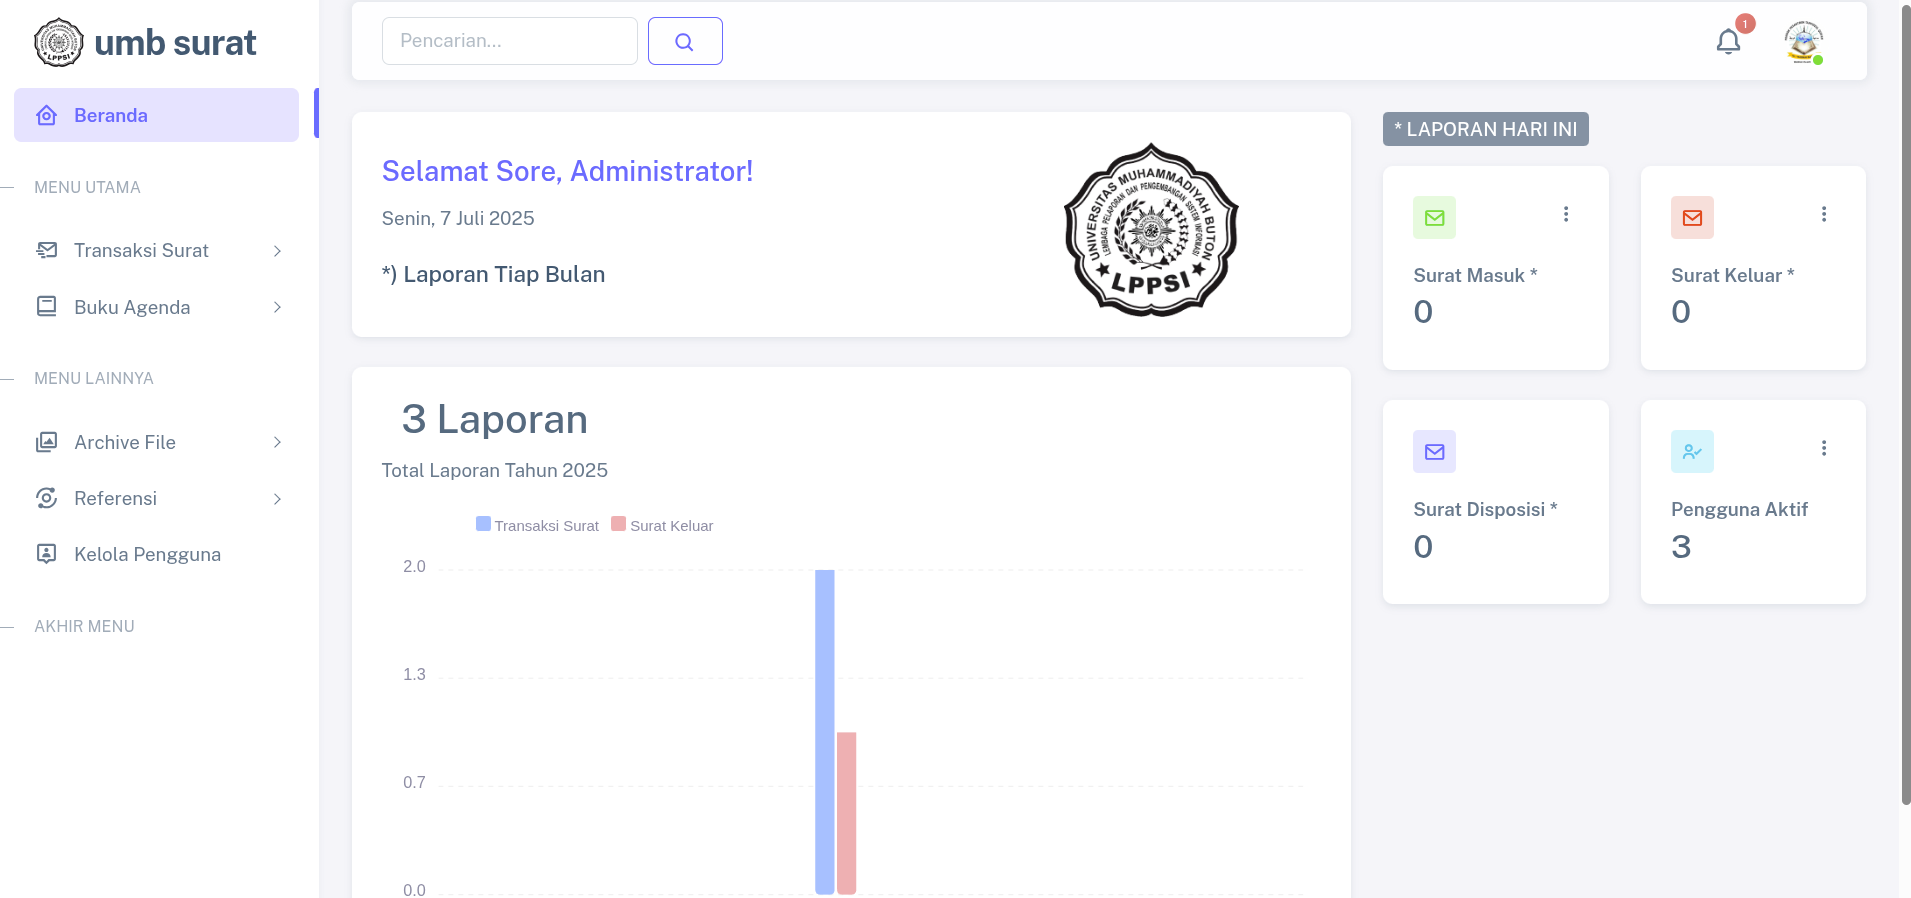 umb surat
Beranda
MENU UTAMA
Transaksi Surat
Buku Agenda
MENU LAINNYA
Archive File
Referensi
Kelola Pengguna
AKHIR MENU
Pencarian...
1
Selamat Sore, Administrator!
Senin, 7 Juli 2025
*) Laporan Tiap Bulan
UNIVERSITAS MUHAMMADIYAH BUTON
LEMBAGA PELAPORAN DAN PENGEMBANGAN SISTEM INFORMASI
LPPSI
3 Laporan
Total Laporan Tahun 2025
Transaksi Surat Surat Keluar
2.0
1.3
0.7
0.0
* LAPORAN HARI INI
Surat Masuk *
0
Surat Keluar *
0
Surat Disposisi *
0
Pengguna Aktif
3